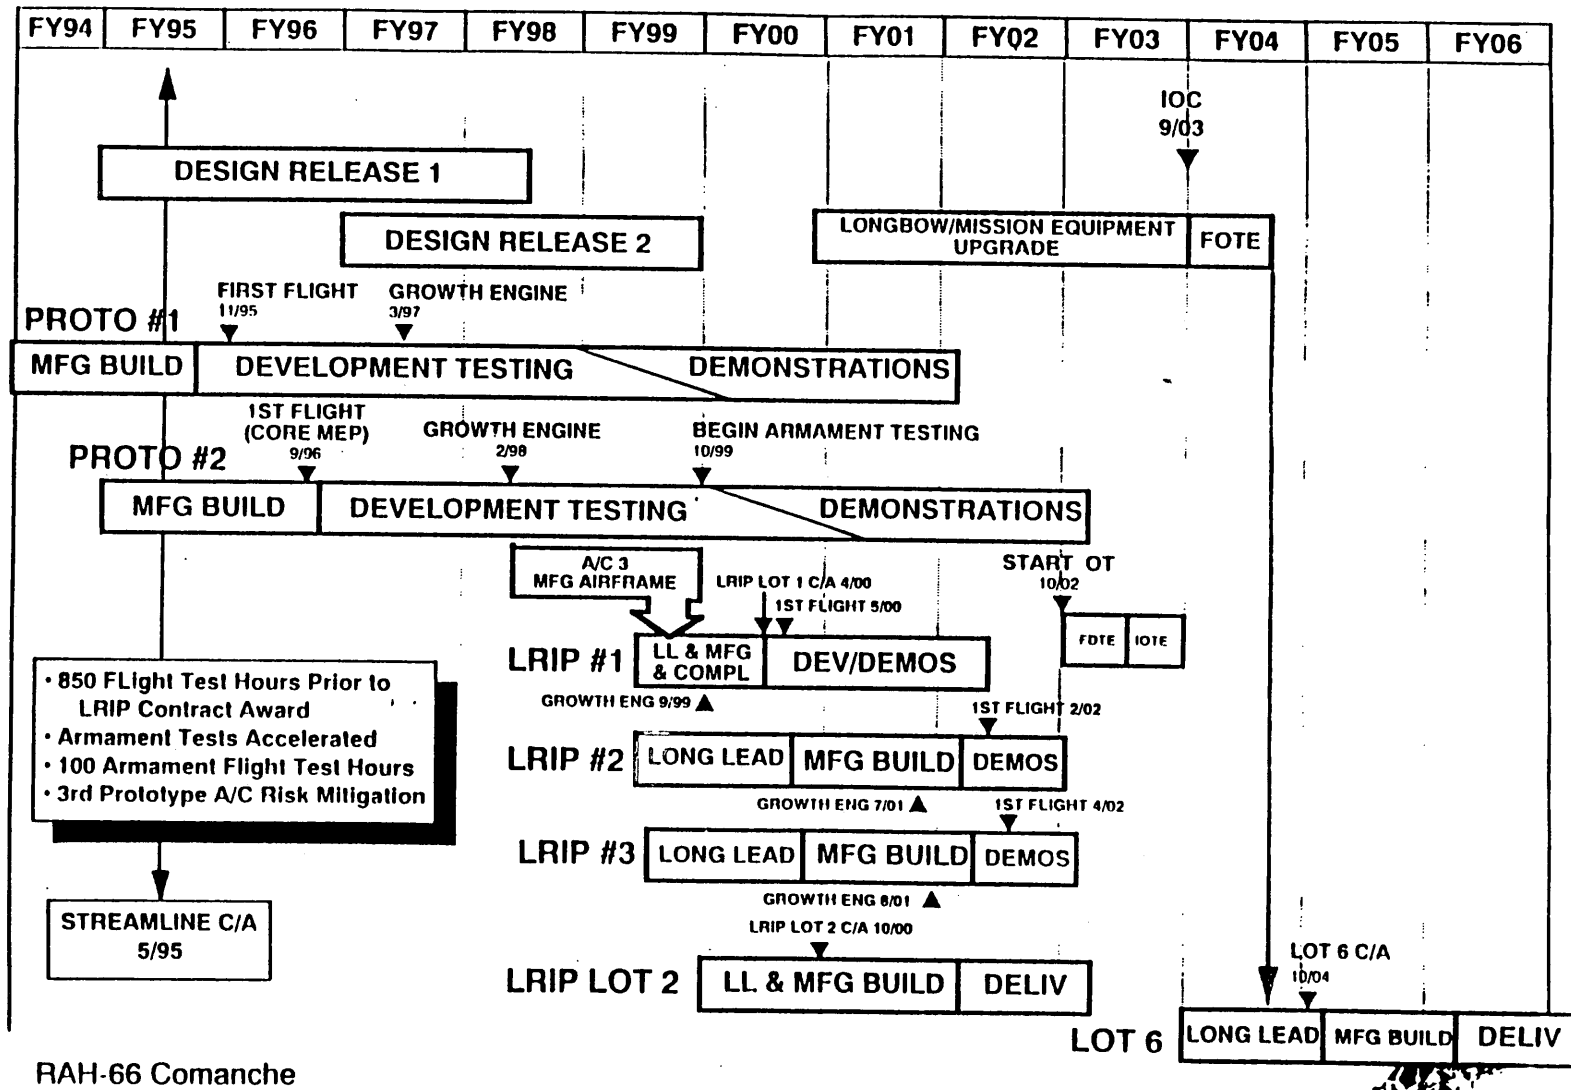 FY94 FY95 FY96 FY97 FY98 FY99 FY00 FY01 FY02 FY03 FY04 FY05 FY06
IOC
9/03
DESIGN RELEASE 1
DESIGN RELEASE 2
LONGBOW/MISSION EQUIPMENT
UPGRADE
FOTE
FIRST FLIGHT
11/95
GROWTH ENGINE
3/97
PROTO #1
MFG BUILD DEVELOPMENT TESTING DEMONSTRATIONS
1ST FLIGHT
(CORE MEP)
9/96
GROWTH ENGINE
2/98
BEGIN ARMAMENT TESTING
10/99
PROTO #2
MFG BUILD DEVELOPMENT TESTING DEMONSTRATIONS
A/C 3
MFG AIRFRAME
LRIP LOT 1 C/A 4/00
1ST FLIGHT 5/00
START OT
10/02
FDTE IOTE
LRIP #1
LL & MFG
& COMPL
DEV/DEMOS
GROWTH ENG 9/99
1ST FLIGHT 2/02
• 850 FLight Test Hours Prior to
LRIP Contract Award
• Armament Tests Accelerated
• 100 Armament Flight Test Hours
• 3rd Prototype A/C Risk Mitigation
LRIP #2 LONG LEAD MFG BUILD DEMOS
GROWTH ENG 7/01
1ST FLIGHT 4/02
LRIP #3 LONG LEAD MFG BUILD DEMOS
GROWTH ENG 8/01
STREAMLINE C/A
5/95
LRIP LOT 2 C/A 10/00
LRIP LOT 2 LL & MFG BUILD DELIV
LOT 6 C/A
10/04
LOT 6 LONG LEAD MFG BUILD DELIV
RAH-66 Comanche